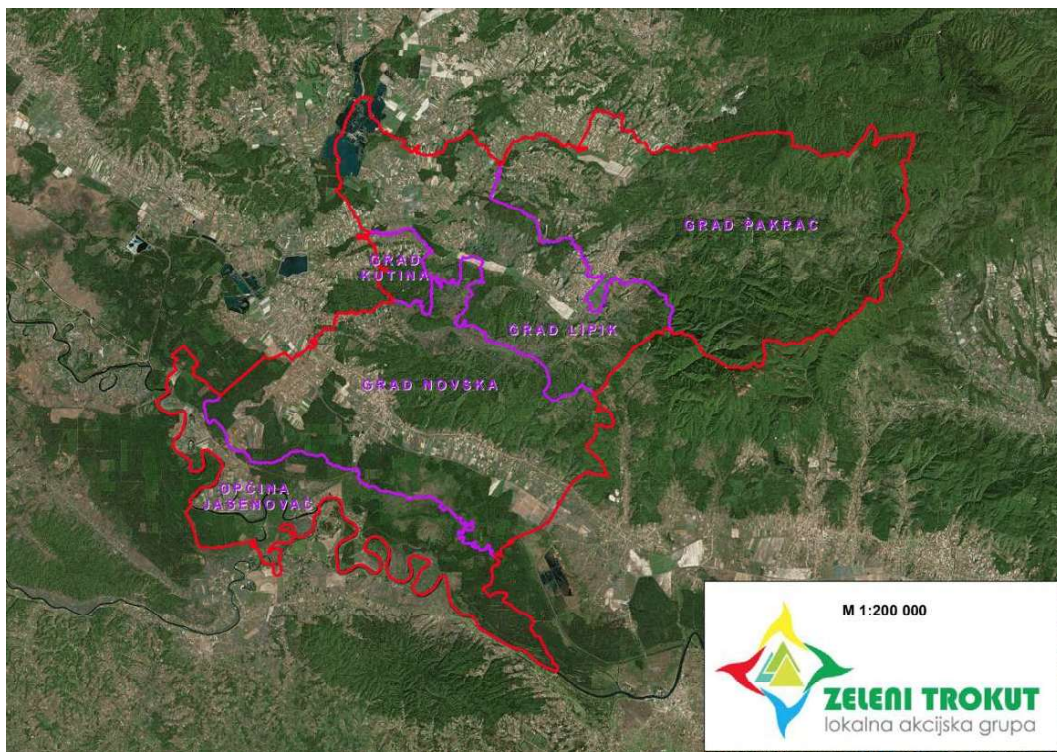 GRAD PAKRAC
GRAD
KUTINA
GRAD LIPIK
GRAD NOVSKA
OPĆINA
JASENOVAC
M 1:200 000
ZELENI TROKUT
lokalna akcijska grupa